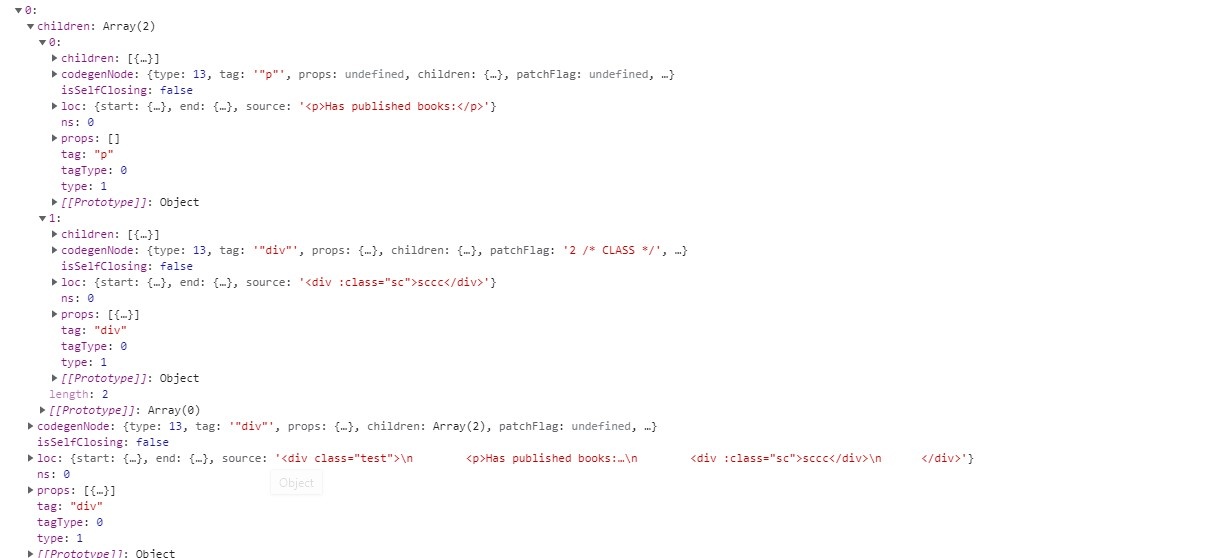 ▼0:
▼children: Array(2)
▼0:
▶children: [{…}]
▶codegenNode: {type: 13, tag: '"p"', props: undefined, children: {…}, patchFlag: undefined, …}
isSelfClosing: false
▶loc: {start: {…}, end: {…}, source: '<p>Has published books:</p>'}
ns: 0
▶props: []
tag: "p"
tagType: 0
type: 1
▶[[Prototype]]: Object
▼1:
▶children: [{…}]
▶codegenNode: {type: 13, tag: '"div"', props: {…}, children: {…}, patchFlag: '2 /* CLASS */', …}
isSelfClosing: false
▶loc: {start: {…}, end: {…}, source: '<div :class="sc">sccc</div>'}
ns: 0
▶props: [{…}]
tag: "div"
tagType: 0
type: 1
▶[[Prototype]]: Object
length: 2
▶[[Prototype]]: Array(0)
▶codegenNode: {type: 13, tag: '"div"', props: {…}, children: Array(2), patchFlag: undefined, …}
isSelfClosing: false
▶loc: {start: {…}, end: {…}, source: '<div class="test">\n <p>Has published books:…\n <div :class="sc">sccc</div>\n </div>'}
ns: 0
Object
▶props: [{…}]
tag: "div"
tagType: 0
type: 1
▶[[Prototype]]: Object